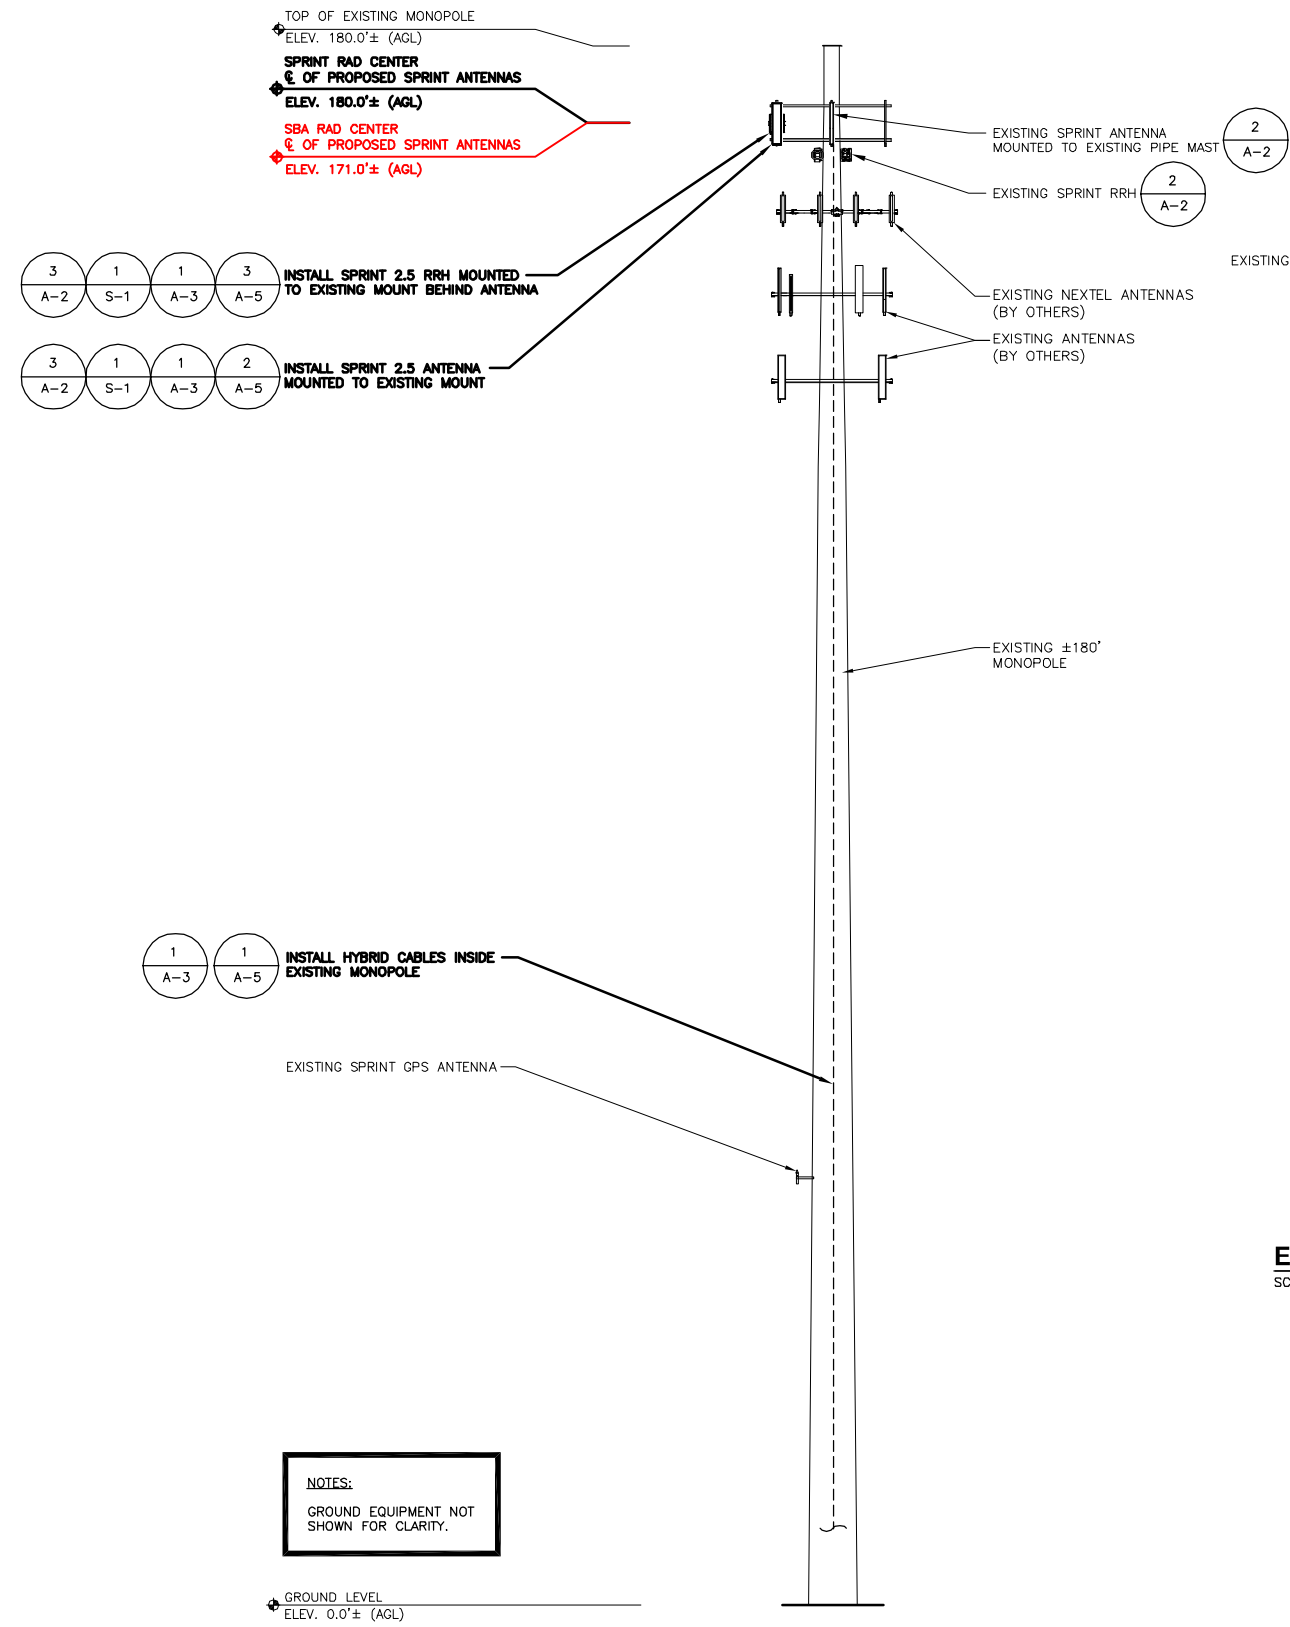 TOP OF EXISTING MONOPOLE
ELEV. 180.0'± (AGL)
SPRINT RAD CENTER
℄ OF PROPOSED SPRINT ANTENNAS
ELEV. 180.0'± (AGL)
SBA RAD CENTER
℄ OF PROPOSED SPRINT ANTENNAS
ELEV. 171.0'± (AGL)
EXISTING SPRINT ANTENNA
MOUNTED TO EXISTING PIPE MAST
2
A-2
EXISTING SPRINT RRH
2
A-2
EXISTING
3
A-2
1
S-1
1
A-3
3
A-5
INSTALL SPRINT 2.5 RRH MOUNTED
TO EXISTING MOUNT BEHIND ANTENNA
EXISTING NEXTEL ANTENNAS
(BY OTHERS)
EXISTING ANTENNAS
(BY OTHERS)
3
A-2
1
S-1
1
A-3
2
A-5
INSTALL SPRINT 2.5 ANTENNA
MOUNTED TO EXISTING MOUNT
EXISTING ±180'
MONOPOLE
1
A-3
1
A-5
INSTALL HYBRID CABLES INSIDE
EXISTING MONOPOLE
EXISTING SPRINT GPS ANTENNA
E
SC
NOTES:
GROUND EQUIPMENT NOT
SHOWN FOR CLARITY.
GROUND LEVEL
ELEV. 0.0'± (AGL)